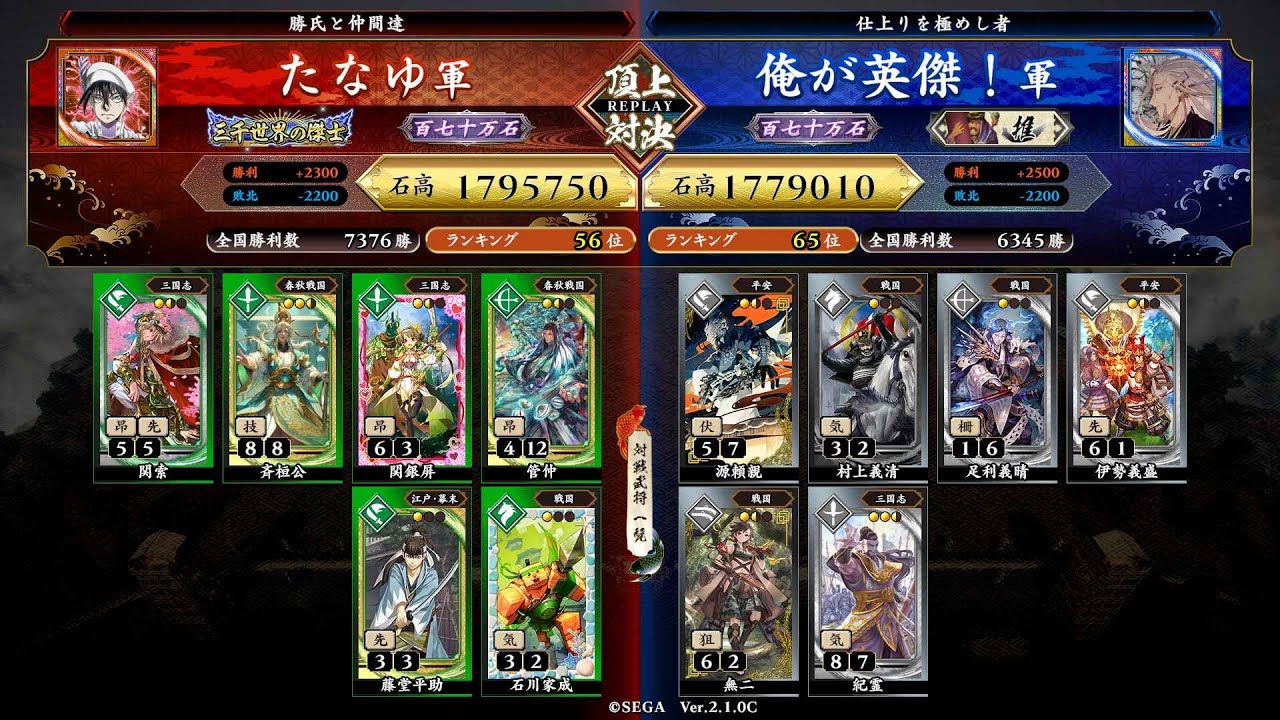 勝氏と仲間達
仕上りを極めし者
たなゆ軍
俺が英傑！軍
頂上
REPLAY
対決
三千世界の傑士
百七十万石
百七十万石
推
勝利 +2300
敗北 -2200
石高 1795750
石高 1779010
勝利 +2500
敗北 -2200
全国勝利数 7376勝
ランキング 56位
ランキング 65位
全国勝利数 6345勝
三国志
昴 先
5 5
関索
春秋戦国
技
8 8
斉桓公
三国志
昴
6 3
関銀屏
春秋戦国
昴
4 12
管仲
平安
伏
5 7
源頼親
戦国
気
3 2
村上義清
戦国
柵
1 6
足利義晴
平安
先
6 1
伊勢義盛
対戦武将一覧
江戸・幕末
先
3 3
藤堂平助
戦国
気
3 2
石川家成
戦国
狙
6 2
無二
三国志
気
8 7
紀霊
©SEGA Ver.2.1.0C